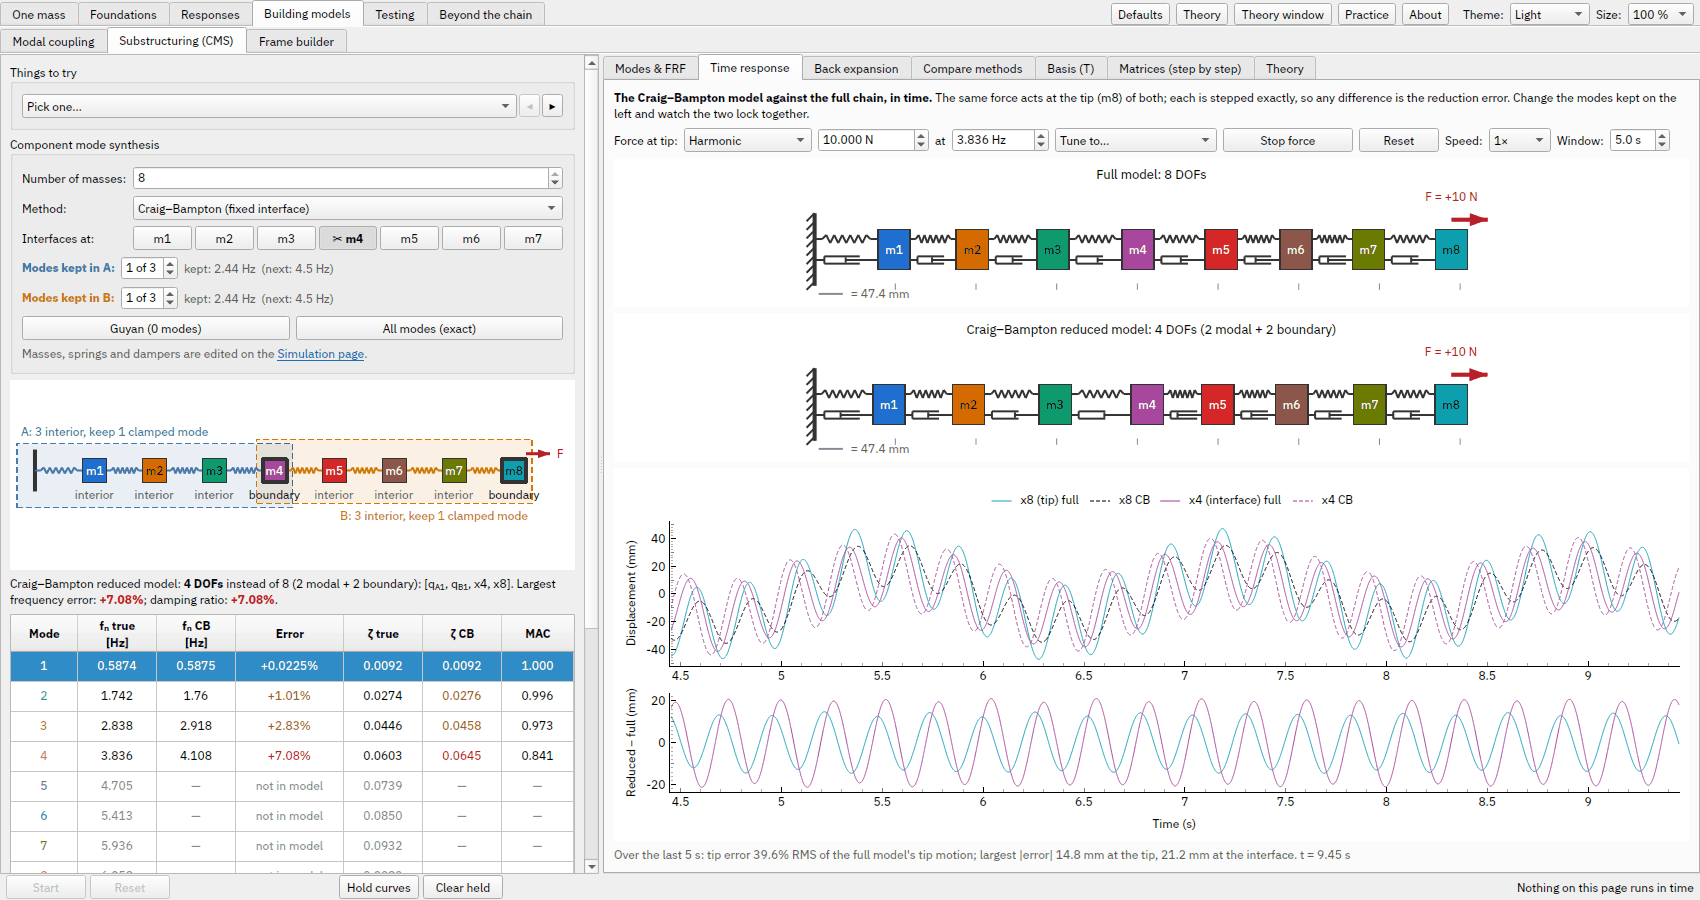 One mass Foundations Responses Building models Testing Beyond the chain Defaults Theory Theory window Practice About Theme: Light Size: 100 %
Modal coupling Substructuring (CMS) Frame builder
Things to try
Pick one...
Component mode synthesis
Number of masses: 8
Method: Craig–Bampton (fixed interface)
Interfaces at: m1 m2 m3 ✂ m4 m5 m6 m7
Modes kept in A: 1 of 3 kept: 2.44 Hz (next: 4.5 Hz)
Modes kept in B: 1 of 3 kept: 2.44 Hz (next: 4.5 Hz)
Guyan (0 modes) All modes (exact)
Masses, springs and dampers are edited on the Simulation page.
A: 3 interior, keep 1 clamped mode
m1 m2 m3 m4 m5 m6 m7 m8 F
interior interior interior boundary interior interior interior boundary
B: 3 interior, keep 1 clamped mode
Craig–Bampton reduced model: 4 DOFs instead of 8 (2 modal + 2 boundary): [qA1, qB1, x4, x8]. Largest
frequency error: +7.08%; damping ratio: +7.08%.
Mode fn true [Hz] fn CB [Hz] Error ζ true ζ CB MAC
1 0.5874 0.5875 +0.0225% 0.0092 0.0092 1.000
2 1.742 1.76 +1.01% 0.0274 0.0276 0.996
3 2.838 2.918 +2.83% 0.0446 0.0458 0.973
4 3.836 4.108 +7.08% 0.0603 0.0645 0.841
5 4.705 — not in model 0.0739 — —
6 5.413 — not in model 0.0850 — —
7 5.936 — not in model 0.0932 — —
Start Reset Hold curves Clear held Nothing on this page runs in time
Modes & FRF Time response Back expansion Compare methods Basis (T) Matrices (step by step) Theory
The Craig–Bampton model against the full chain, in time. The same force acts at the tip (m8) of both; each is stepped exactly, so any difference is the reduction error. Change the modes kept on the
left and watch the two lock together.
Force at tip: Harmonic 10.000 N at 3.836 Hz Tune to... Stop force Reset Speed: 1× Window: 5.0 s
Full model: 8 DOFs
F = +10 N
m1 m2 m3 m4 m5 m6 m7 m8
= 47.4 mm
Craig–Bampton reduced model: 4 DOFs (2 modal + 2 boundary)
F = +10 N
m1 m2 m3 m4 m5 m6 m7 m8
= 47.4 mm
x8 (tip) full x8 CB x4 (interface) full x4 CB
Displacement (mm)
40
20
0
-20
-40
4.5 5 5.5 6 6.5 7 7.5 8 8.5 9
Reduced − full (mm)
20
0
-20
4.5 5 5.5 6 6.5 7 7.5 8 8.5 9
Time (s)
Over the last 5 s: tip error 39.6% RMS of the full model's tip motion; largest |error| 14.8 mm at the tip, 21.2 mm at the interface. t = 9.45 s